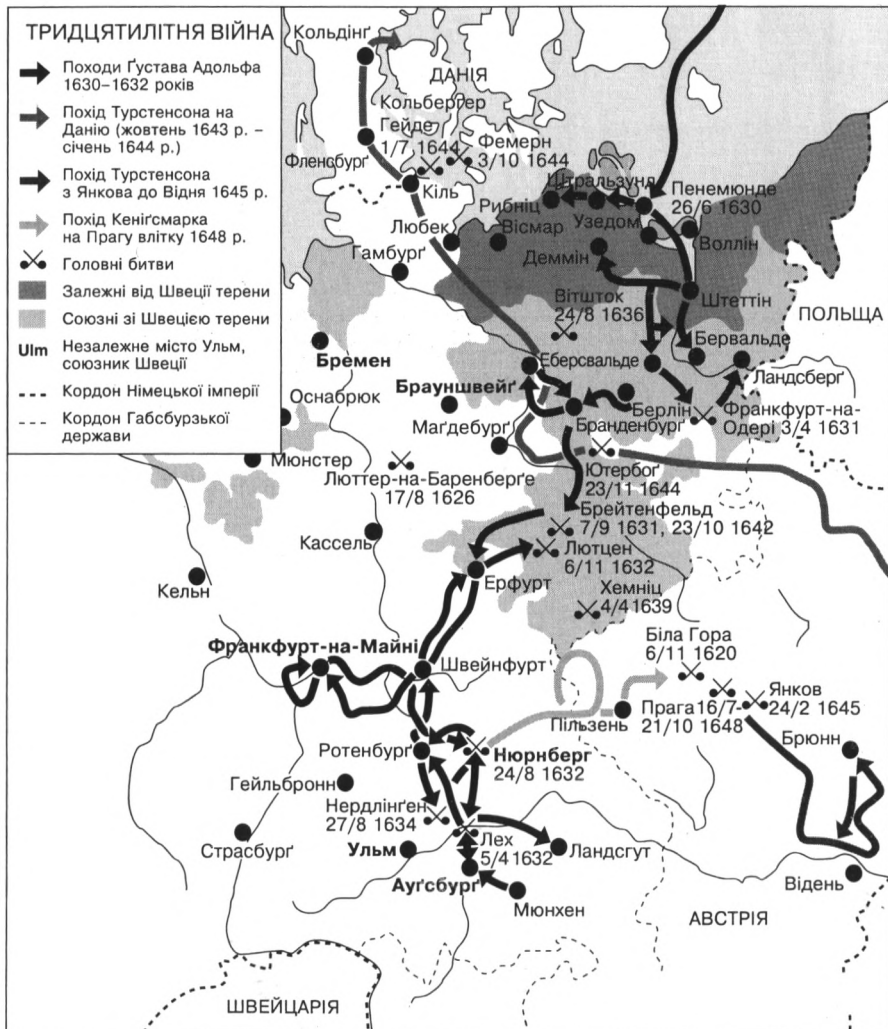 ТРИДЦЯТИЛІТНЯ ВІЙНА
Походи Ґустава Адольфа
1630–1632 років
Похід Турстенсона на
Данію (жовтень 1643 р. –
січень 1644 р.)
Похід Турстенсона
з Янкова до Відня 1645 р.
Похід Кеніґсмарка
на Прагу влітку 1648 р.
Головні битви
Залежні від Швеції терени
Союзні зі Швецією терени
Ulm
Незалежне місто Ульм,
союзник Швеції
Кордон Німецької імперії
Кордон Габсбурзької
держави
Кольдінґ
ДАНІЯ
Кольберґер
Гейде
1/7 1644
Фемерн
3/10 1644
Фленсбурґ
Кіль
Штральзунд
Рибніц
Пенемюнде
26/6 1630
Любек
Вісмар
Узедом
Воллін
Гамбурґ
Деммін
Штеттін
ПОЛЬЩА
Вітшток
24/8 1636
Бервальде
Бремен
Еберсвальде
Ландсберґ
Брауншвейґ
Оснабрюк
Берлін
Бранденбурґ
Франкфурт-на-
Одері 3/4 1631
Маґдебурґ
Мюнстер
Люттер-на-Баренберґе
17/8 1626
Ютербоґ
23/11 1644
Брейтенфельд
7/9 1631, 23/10 1642
Кассель
Лютцен
6/11 1632
Ерфурт
Кельн
Хемніц
4/4 1639
Франкфурт-на-Майні
Швейнфурт
Біла Гора
6/11 1620
Янков
24/2 1645
Прага 16/7-
21/10 1648
Пільзень
Брюнн
Ротенбурґ
Нюрнберг
24/8 1632
Гейльбронн
Нердлінґен
27/8 1634
Страсбурґ
Ульм
Лех
5/4 1632
Ландсгут
Ауґсбурґ
Відень
Мюнхен
АВСТРІЯ
ШВЕЙЦАРІЯ